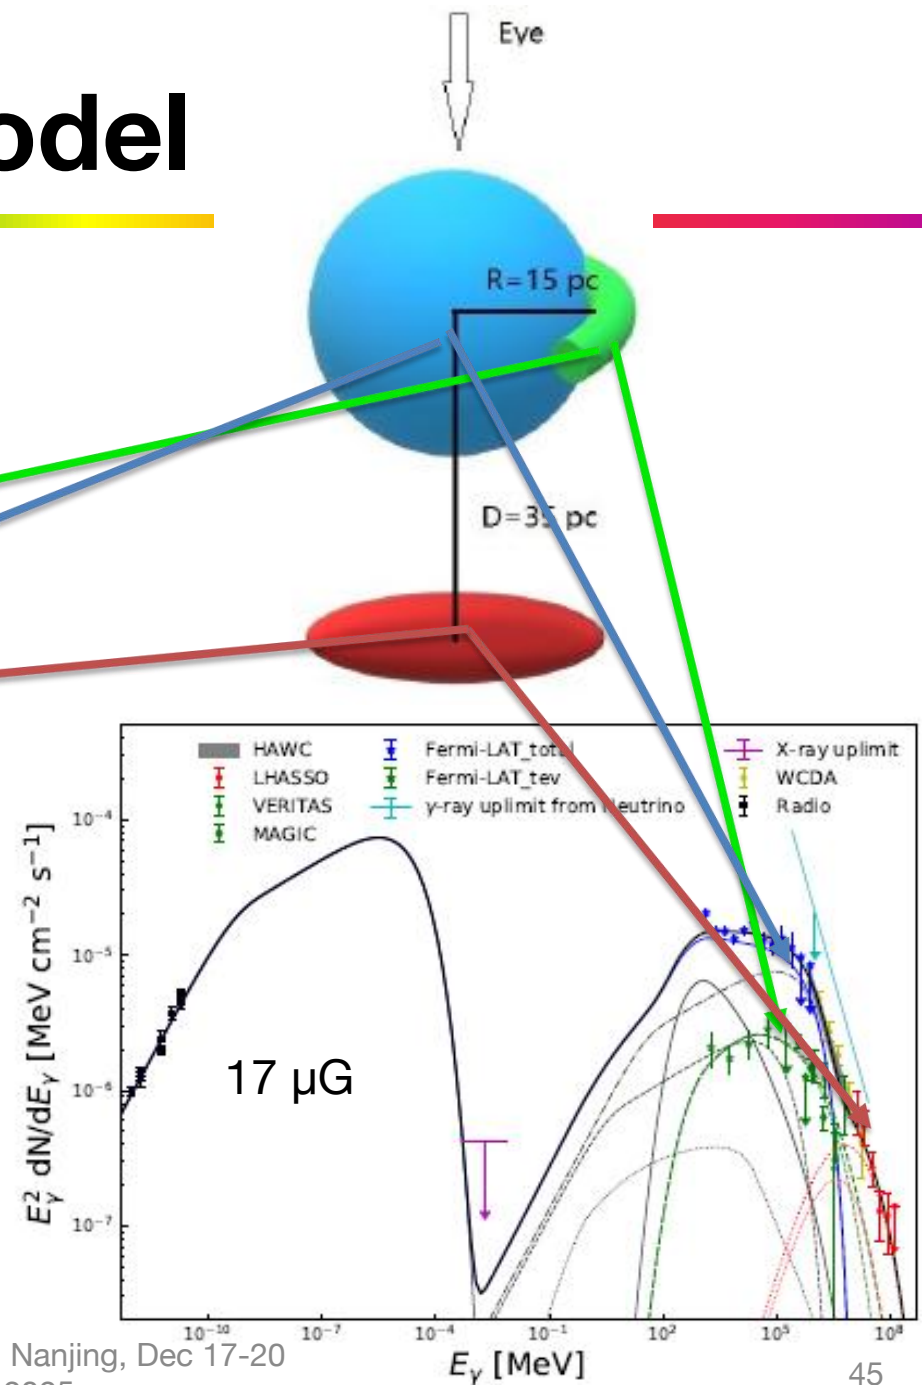 Eye
odel
R=15 pc
D=35 pc
HAWC
LHASSO
VERITAS
MAGIC
Fermi-LAT_total
Fermi-LAT_tev
γ-ray uplimit from Neutrino
X-ray uplimit
WCDA
Radio
10⁻⁴
10⁻⁵
10⁻⁶
10⁻⁷
E²ᵧ dN/dEᵧ [MeV cm⁻² s⁻¹]
17 μG
10⁻¹⁰ 10⁻⁷ 10⁻⁴ 10⁻¹ 10² 10⁵ 10⁸
Eᵧ [MeV]
Nanjing, Dec 17-20
45